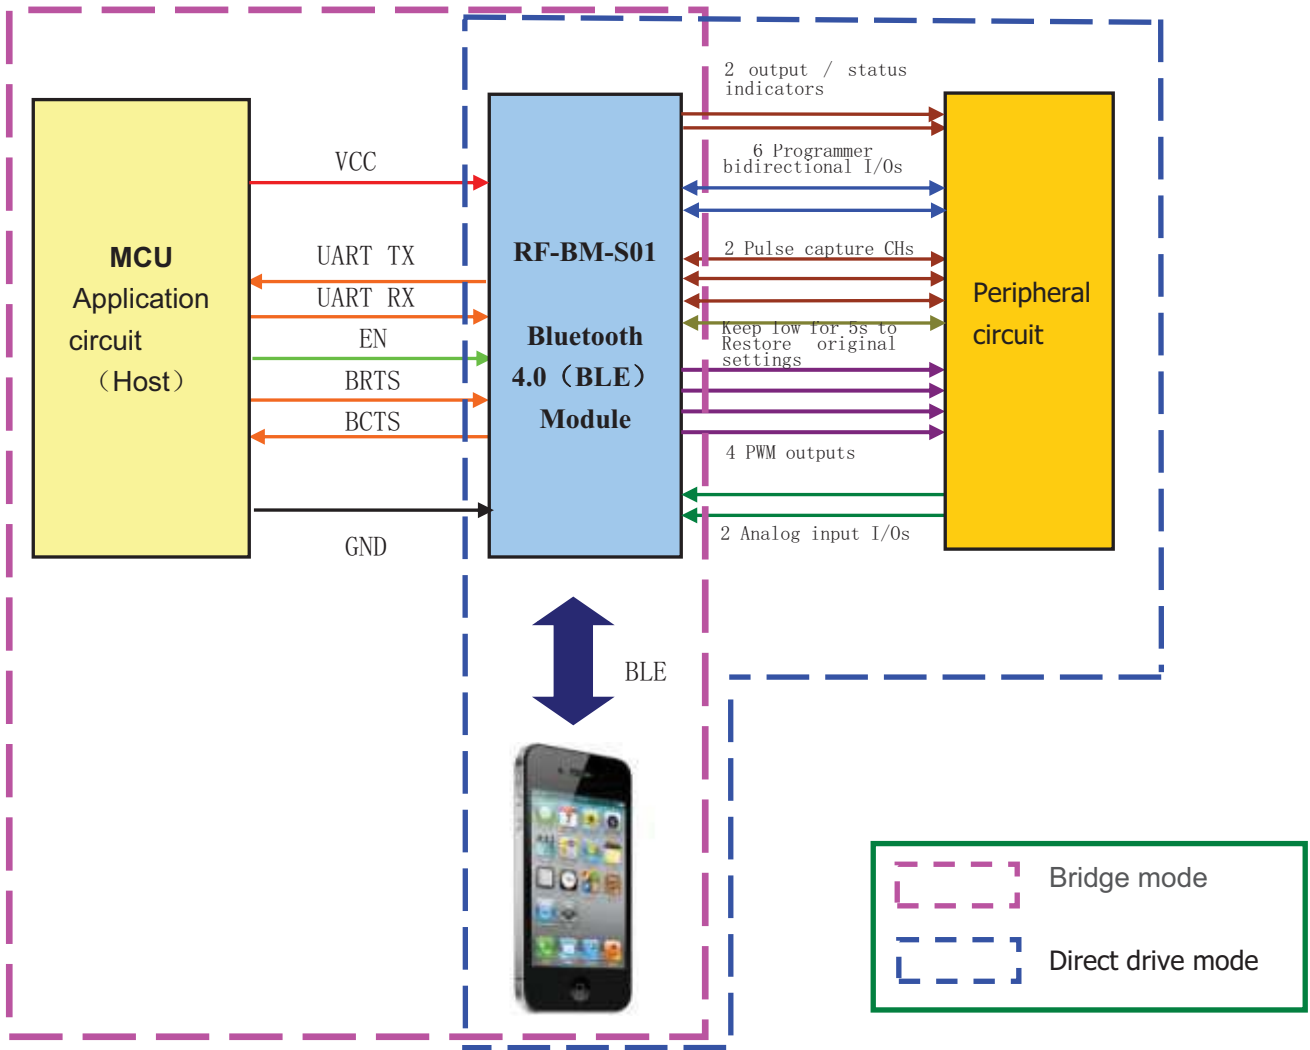 MCU
Application
circuit
（Host）
VCC
UART TX
UART RX
EN
BRTS
BCTS
GND
RF-BM-S01
Bluetooth
4.0（BLE）
Module
2 output / status
indicators
6 Programmer
bidirectional I/Os
2 Pulse capture CHs
Keep low for 5s to
Restore original
settings
4 PWM outputs
2 Analog input I/Os
Peripheral
circuit
BLE
Bridge mode
Direct drive mode